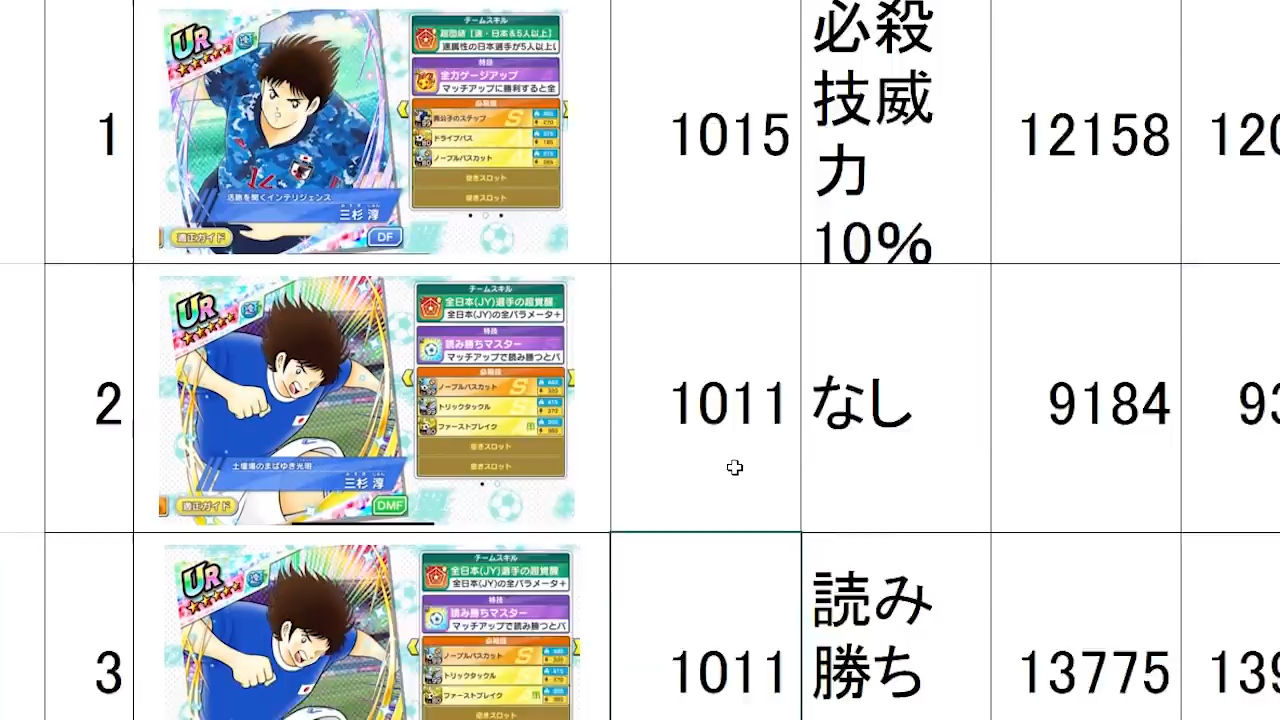 1
UR
チームスキル
超団結【速・日本&5人以上】
速属性の日本選手が5人以上い
特技
全力ゲージアップ
マッチアップに勝利すると全
必殺技
貴公子のステップ
S
ドライブパス
ノーブルパスカット
空きスロット
空きスロット
活路を開くインテリジェンス
三杉 淳
適正ガイド
DF
1015
必殺
技威
力
10%
12158
120
2
UR
チームスキル
全日本(JY)選手の超覚醒
全日本(JY)の全パラメータ+
特技
読み勝ちマスター
マッチアップで読み勝つとパ
必殺技
ノーブルパスカット
S
トリックタックル
S
ファーストブレイク
空きスロット
空きスロット
土壇場のまばゆき光明
三杉 淳
適正ガイド
DMF
1011
なし
9184
93
3
UR
チームスキル
全日本(JY)選手の超覚醒
全日本(JY)の全パラメータ+
特技
読み勝ちマスター
マッチアップで読み勝つとパ
必殺技
ノーブルパスカット
S
トリックタックル
ファーストブレイク
空きスロット
1011
読み
勝ち
13775
139